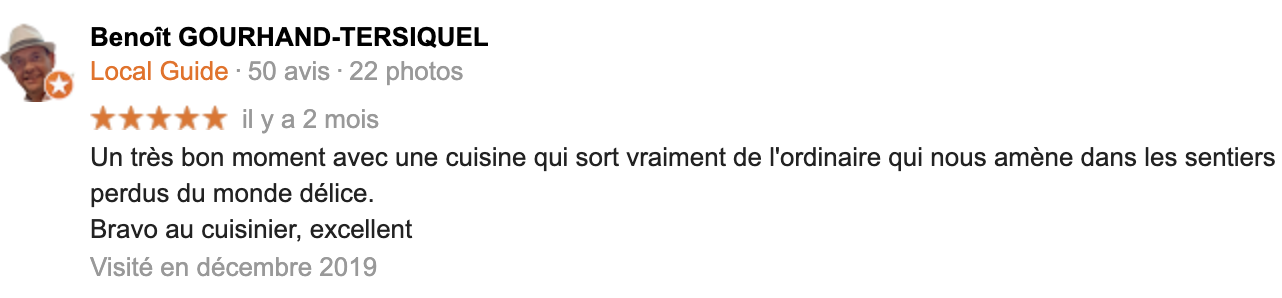 Benoît GOURHAND-TERSIQUEL
Local Guide · 50 avis · 22 photos
il y a 2 mois
Un très bon moment avec une cuisine qui sort vraiment de l'ordinaire qui nous amène dans les sentiers
perdus du monde délice.
Bravo au cuisinier, excellent
Visité en décembre 2019